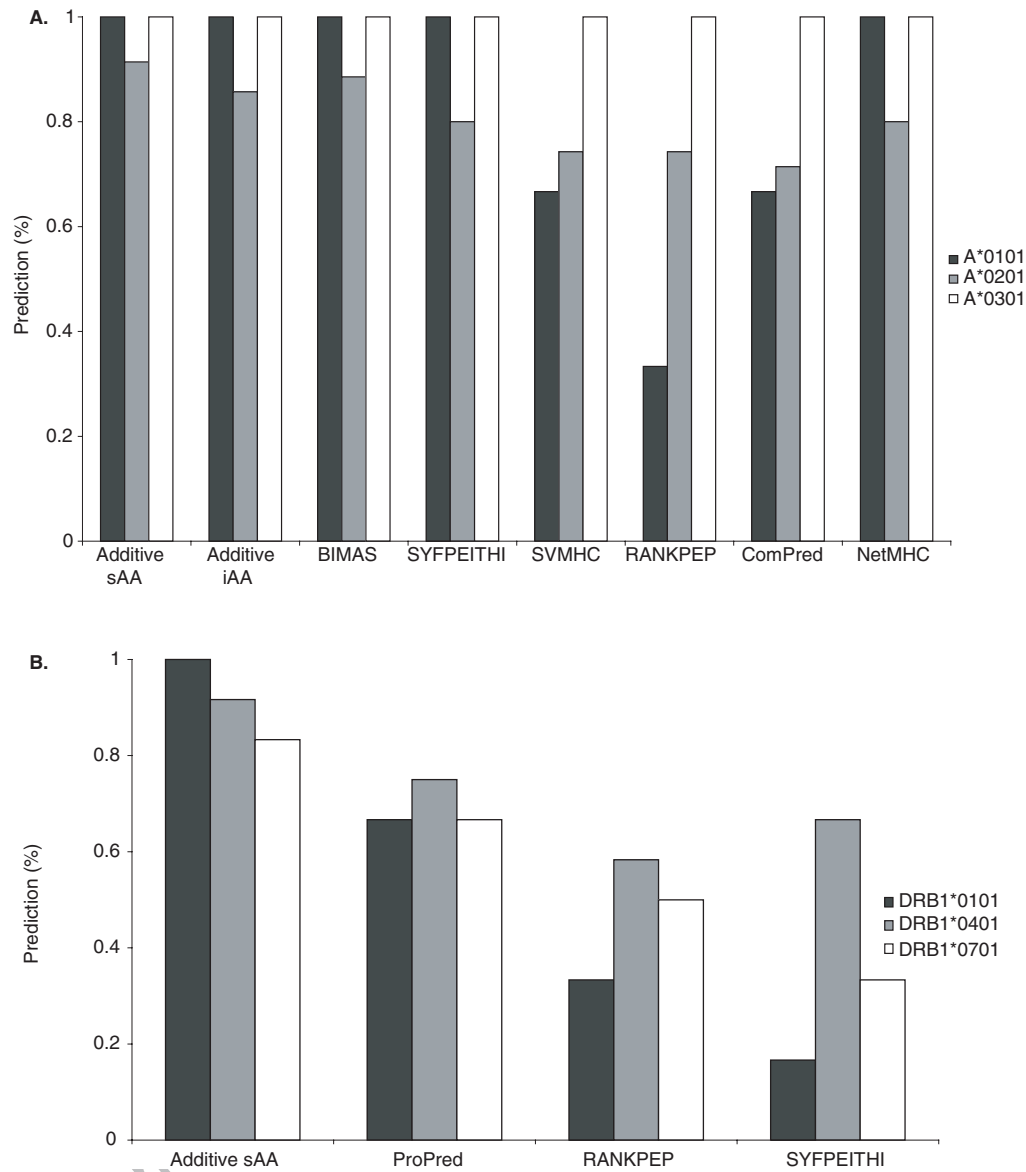 A.
1
0.8
0.6
0.4
0.2
0
Prediction (%)
Additive sAA
Additive iAA
BIMAS
SYFPEITHI
SVMHC
RANKPEP
ComPred
NetMHC
A*0101
A*0201
A*0301
B.
1
0.8
0.6
0.4
0.2
0
Prediction (%)
Additive sAA
ProPred
RANKPEP
SYFPEITHI
DRB1*0101
DRB1*0401
DRB1*0701